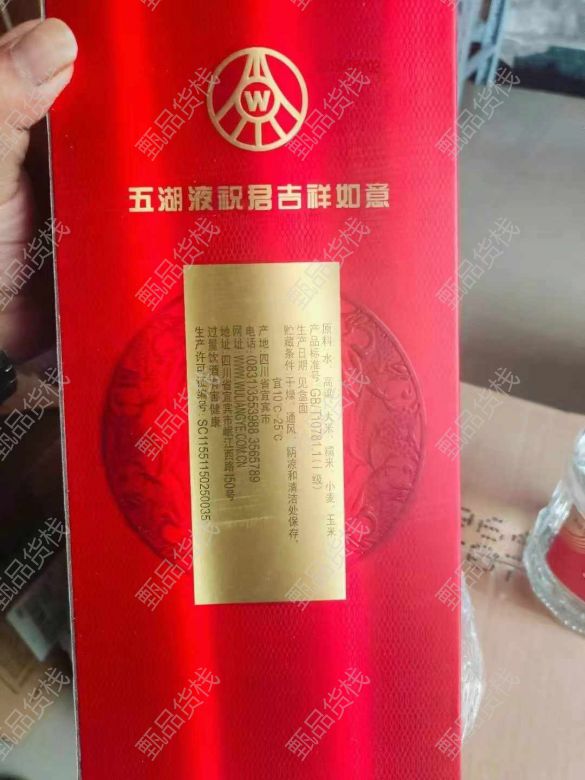 W
五湖液祝君吉祥如意
原料:水、高粱、大米、糯米、小麦、玉米
产品标准号:GB/T10781.1(一级)
生产日期:见盒面
贮藏条件:干燥、通风、阴凉和清洁处保存,
宜10℃-25℃
产地:四川省宜宾市
电话:(0831)3553988 3565789
网址:WWW.WULIANGYE.COM.CN
地址:四川省宜宾市岷江西路150号
过量饮酒有害健康
生产许可证编号:SC11551150250035
甄品货栈